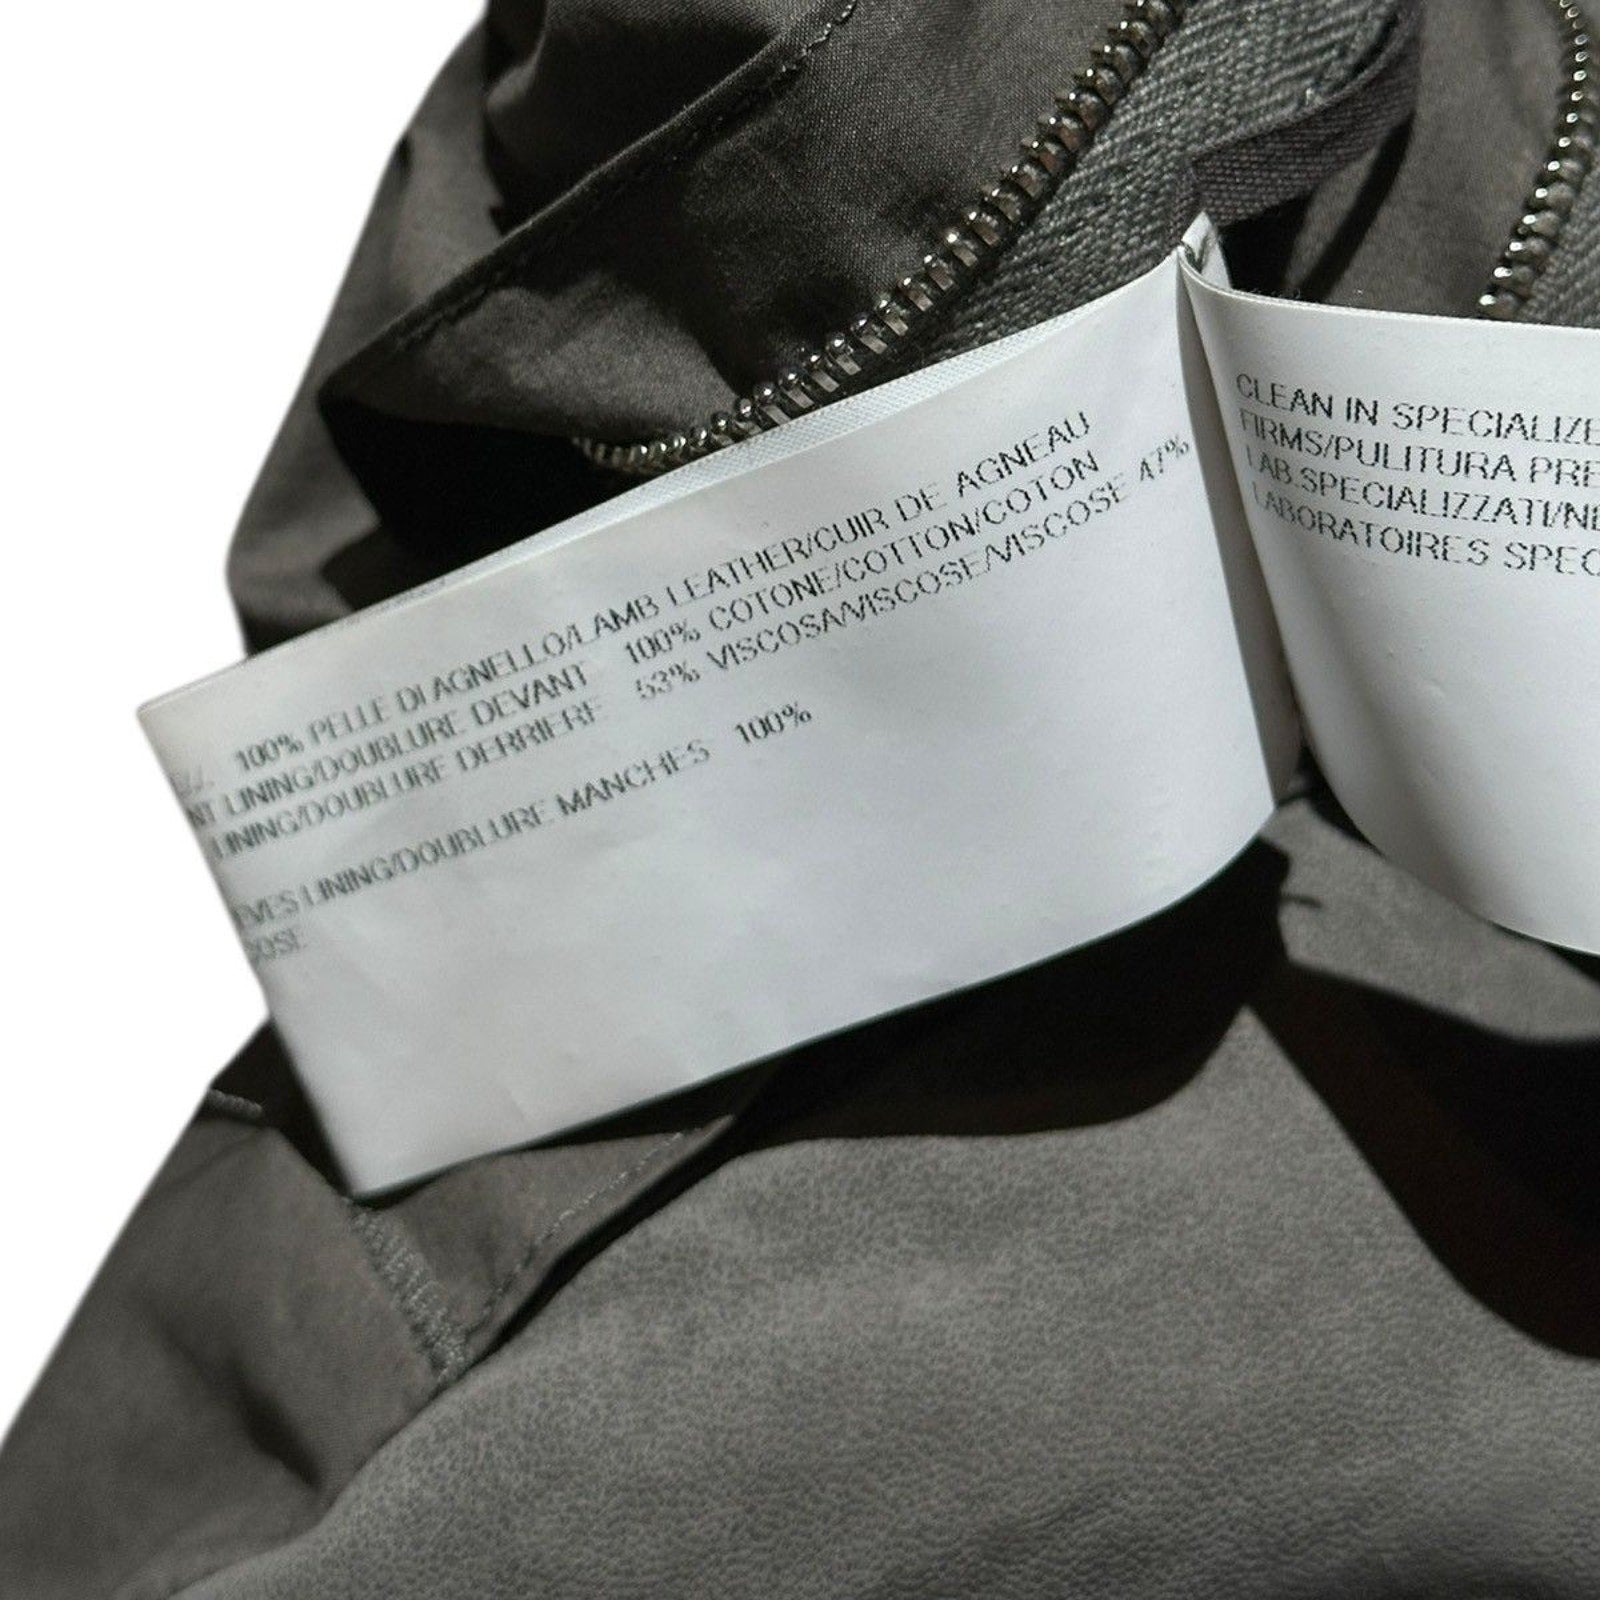 100% PELLE DI AGNELLO/LAMB LEATHER/CUIR DE AGNEAU
LINING/DOUBLURE DEVANT 100% COTONE/COTTON/COTON
LINING/DOUBLURE DERRIERE 53% VISCOSA/VISCOSE/VISCOSE 47%
LINING/DOUBLURE MANCHES 100%
CLEAN IN SPECIALIZE
FIRMS/PULITURA PRE
LAB.SPECIALIZZATI/
LABORATOIRES SPEC